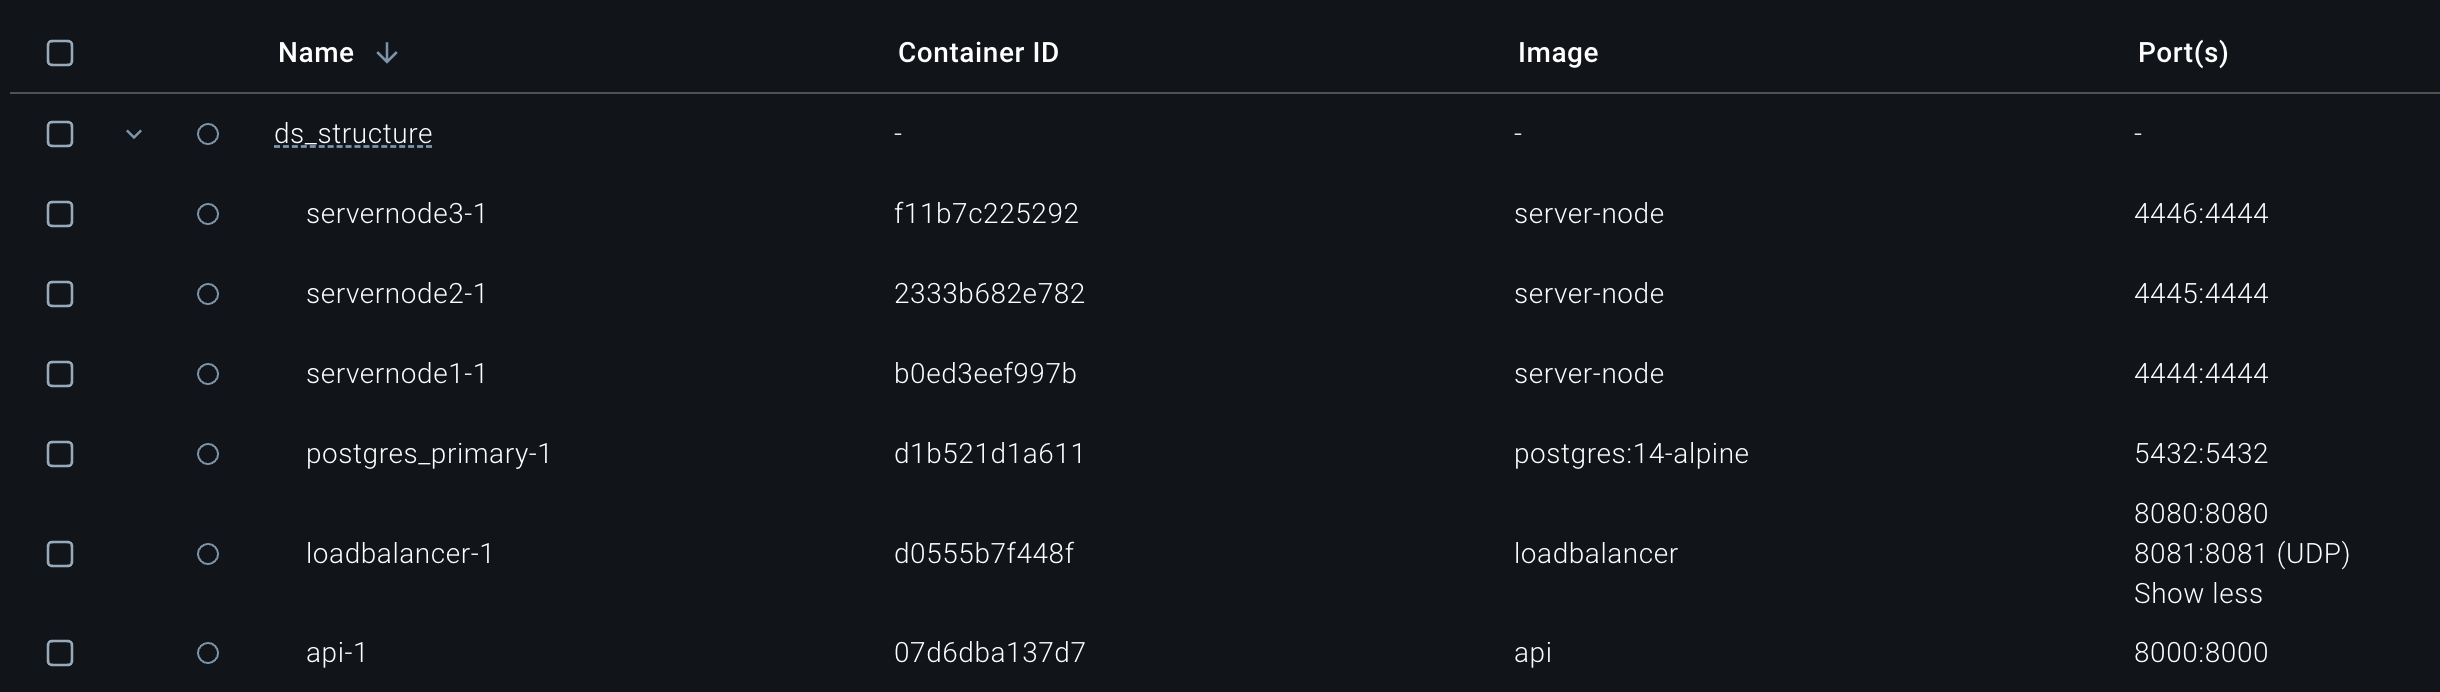 Name Container ID Image Port(s)
ds_structure - - -
servernode3-1 f11b7c225292 server-node 4446:4444
servernode2-1 2333b682e782 server-node 4445:4444
servernode1-1 b0ed3eef997b server-node 4444:4444
postgres_primary-1 d1b521d1a611 postgres:14-alpine 5432:5432
8080:8080
loadbalancer-1 d0555b7f448f loadbalancer 8081:8081 (UDP)
Show less
api-1 07d6dba137d7 api 8000:8000